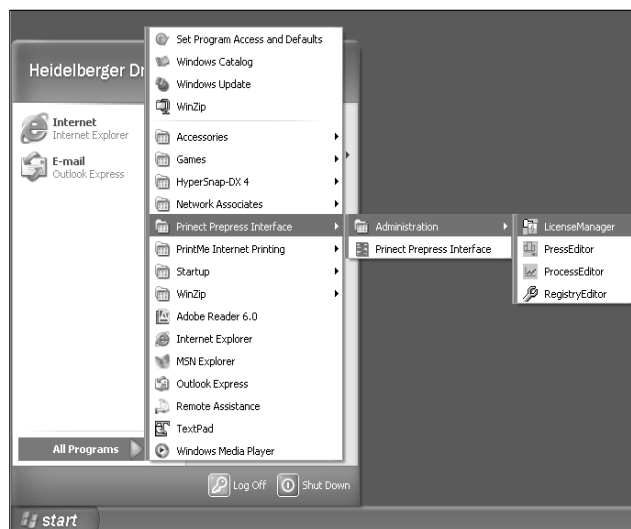 Heidelberger Dr
Internet
Internet Explorer
E-mail
Outlook Express
All Programs
Set Program Access and Defaults
Windows Catalog
Windows Update
WinZip
Accessories
Games
HyperSnap-DX 4
Network Associates
Prinect Prepress Interface
PrintMe Internet Printing
Startup
WinZip
Adobe Reader 6.0
Internet Explorer
MSN Explorer
Outlook Express
Remote Assistance
TextPad
Windows Media Player
Administration
Prinect Prepress Interface
LicenseManager
PressEditor
ProcessEditor
RegistryEditor
Log Off
Shut Down
start